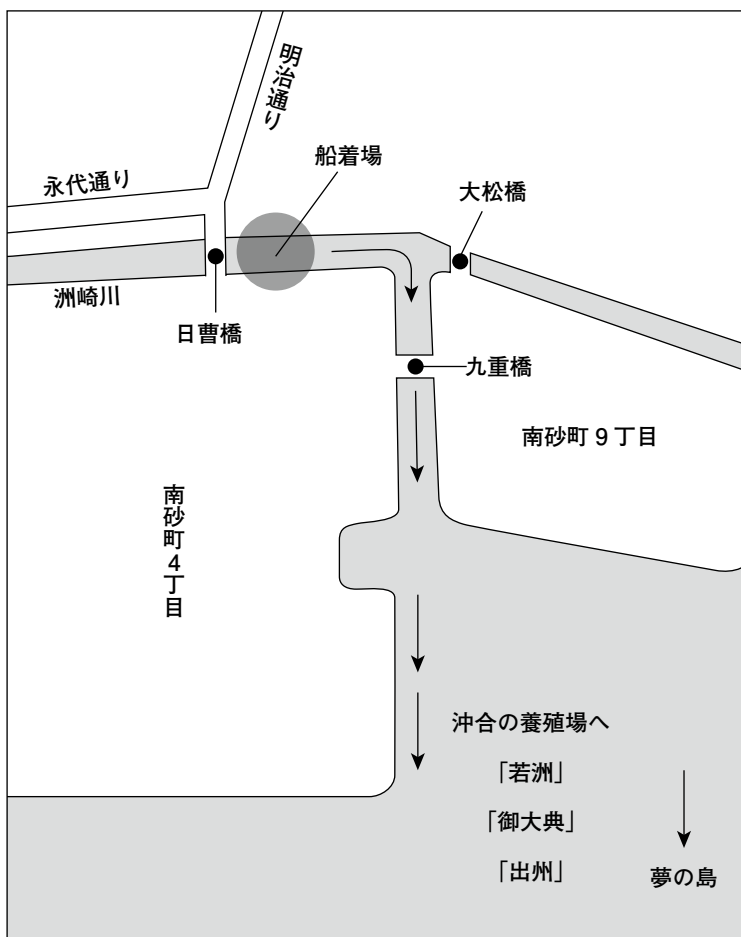 明治通り
船着場
永代通り
大松橋
洲崎川
日曹橋
九重橋
南砂町9丁目
南砂町4丁目
沖合の養殖場へ
「若洲」
「御大典」
「出州」
夢の島